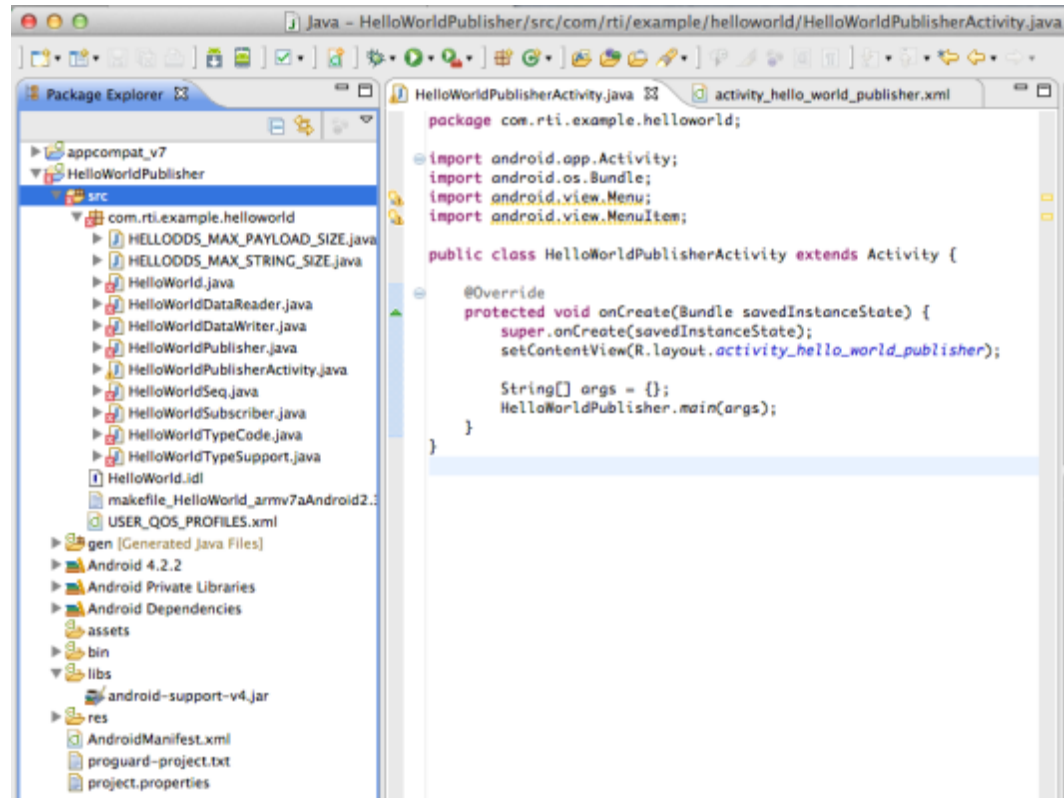 Java - HelloWorldPublisher/src/com/rti/example/helloworld/HelloWorldPublisherActivity.java
Package Explorer
appcompat_v7
HelloWorldPublisher
src
com.rti.example.helloworld
HELLODDS_MAX_PAYLOAD_SIZE.java
HELLODDS_MAX_STRING_SIZE.java
HelloWorld.java
HelloWorldDataReader.java
HelloWorldDataWriter.java
HelloWorldPublisher.java
HelloWorldPublisherActivity.java
HelloWorldSeq.java
HelloWorldSubscriber.java
HelloWorldTypeCode.java
HelloWorldTypeSupport.java
HelloWorld.idl
makefile_HelloWorld_armv7aAndroid2.
USER_QOS_PROFILES.xml
gen [Generated Java Files]
Android 4.2.2
Android Private Libraries
Android Dependencies
assets
bin
libs
android-support-v4.jar
res
AndroidManifest.xml
proguard-project.txt
project.properties
HelloWorldPublisherActivity.java activity_hello_world_publisher.xml
package com.rti.example.helloworld;
import android.app.Activity;
import android.os.Bundle;
import android.view.Menu;
import android.view.MenuItem;
public class HelloWorldPublisherActivity extends Activity {
@Override
protected void onCreate(Bundle savedInstanceState) {
super.onCreate(savedInstanceState);
setContentView(R.layout.activity_hello_world_publisher);
String[] args = {};
HelloWorldPublisher.main(args);
}
}